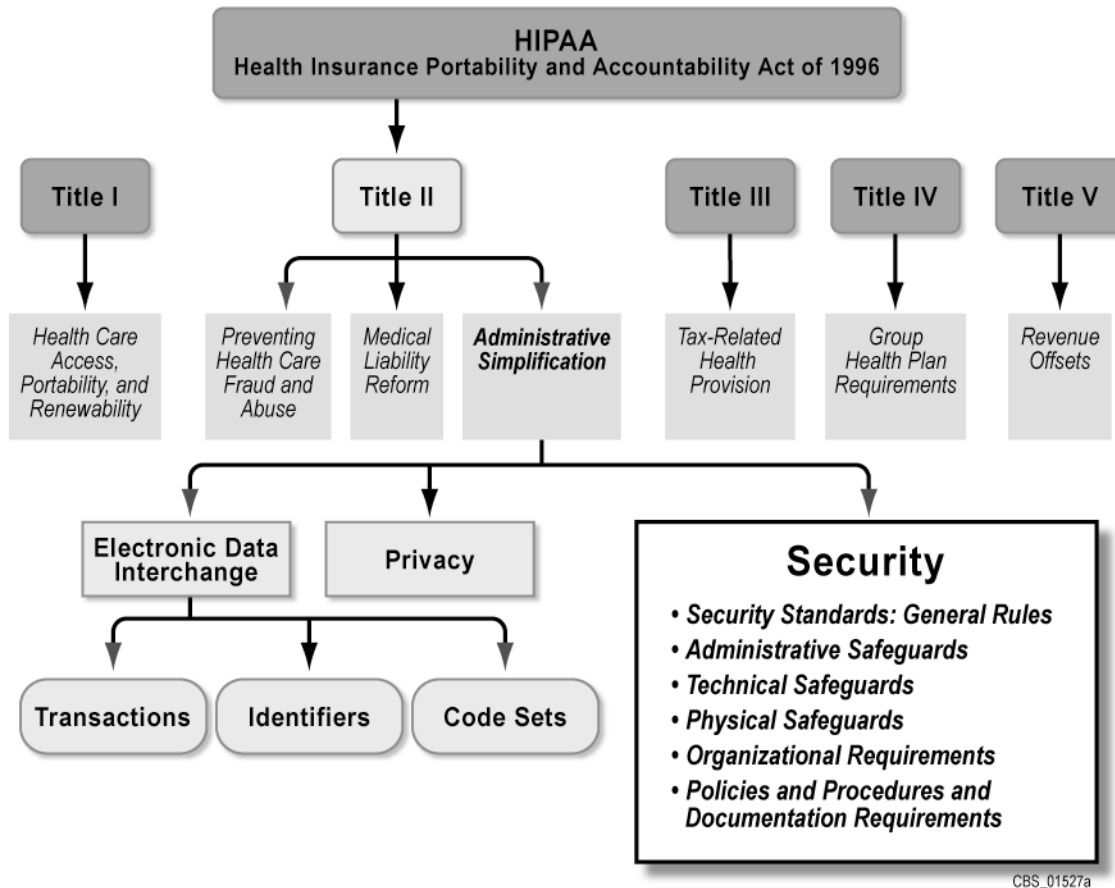 HIPAA
Health Insurance Portability and Accountability Act of 1996
Title I
Title II
Title III
Title IV
Title V
Health Care
Access,
Portability, and
Renewability
Preventing
Health Care
Fraud and
Abuse
Medical
Liability
Reform
Administrative
Simplification
Tax-Related
Health
Provision
Group
Health Plan
Requirements
Revenue
Offsets
Electronic Data
Interchange
Privacy
Security
• Security Standards: General Rules
• Administrative Safeguards
• Technical Safeguards
• Physical Safeguards
• Organizational Requirements
• Policies and Procedures and
Documentation Requirements
Transactions
Identifiers
Code Sets
CBS_01527a